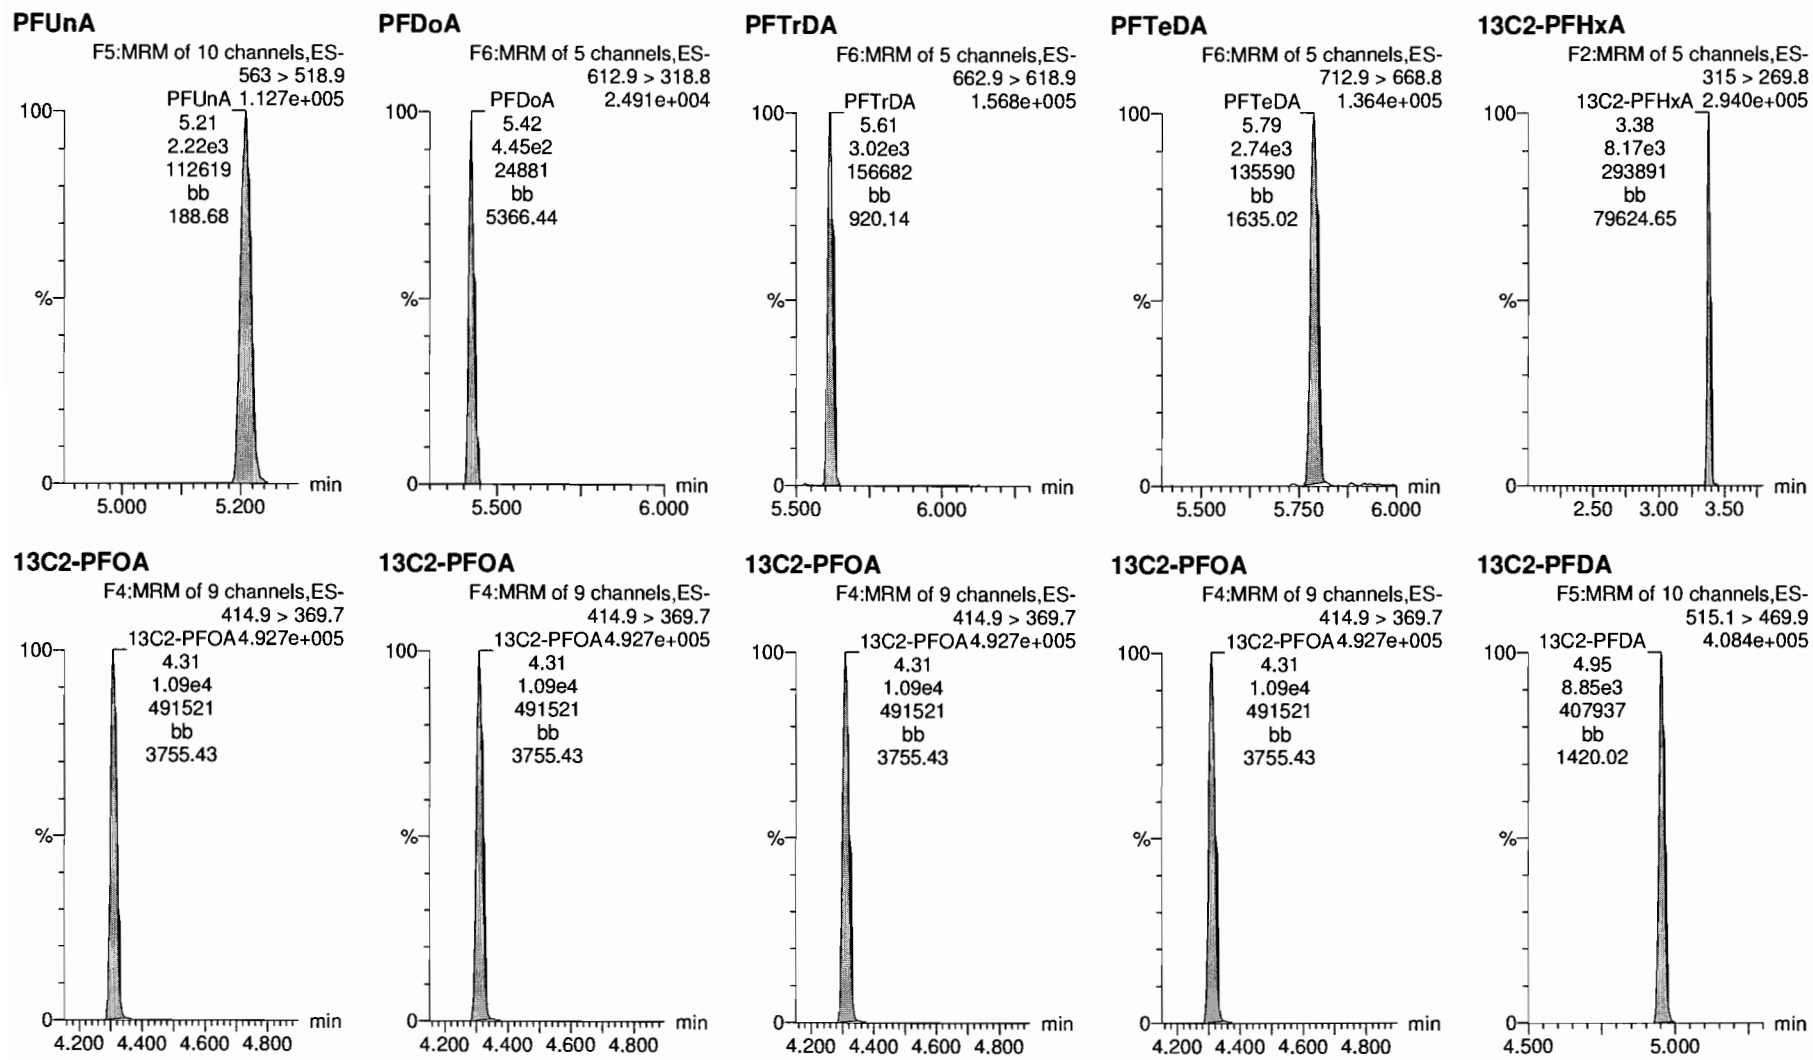 PFUnA
F5:MRM of 10 channels,ES-
563 > 518.9
PFUnA 1.127e+005
100
5.21
2.22e3
112619
bb
188.68
%
0
min
5.000 5.200
PFDoA
F6:MRM of 5 channels,ES-
612.9 > 318.8
PFDoA 2.491e+004
100
5.42
4.45e2
24881
bb
5366.44
%
0
min
5.500 6.000
PFTrDA
F6:MRM of 5 channels,ES-
662.9 > 618.9
PFTrDA 1.568e+005
100
5.61
3.02e3
156682
bb
920.14
%
0
min
5.500 6.000
PFTeDA
F6:MRM of 5 channels,ES-
712.9 > 668.8
PFTeDA 1.364e+005
100
5.79
2.74e3
135590
bb
1635.02
%
0
min
5.500 5.750 6.000
13C2-PFHxA
F2:MRM of 5 channels,ES-
315 > 269.8
13C2-PFHxA 2.940e+005
100
3.38
8.17e3
293891
bb
79624.65
%
0
min
2.50 3.00 3.50
13C2-PFOA
F4:MRM of 9 channels,ES-
414.9 > 369.7
13C2-PFOA 4.927e+005
100
4.31
1.09e4
491521
bb
3755.43
%
0
min
4.200 4.400 4.600 4.800
13C2-PFOA
F4:MRM of 9 channels,ES-
414.9 > 369.7
13C2-PFOA 4.927e+005
100
4.31
1.09e4
491521
bb
3755.43
%
0
min
4.200 4.400 4.600 4.800
13C2-PFOA
F4:MRM of 9 channels,ES-
414.9 > 369.7
13C2-PFOA 4.927e+005
100
4.31
1.09e4
491521
bb
3755.43
%
0
min
4.200 4.400 4.600 4.800
13C2-PFOA
F4:MRM of 9 channels,ES-
414.9 > 369.7
13C2-PFOA 4.927e+005
100
4.31
1.09e4
491521
bb
3755.43
%
0
min
4.200 4.400 4.600 4.800
13C2-PFDA
F5:MRM of 10 channels,ES-
515.1 > 469.9
13C2-PFDA 4.084e+005
100
4.95
8.85e3
407937
bb
1420.02
%
0
min
4.500 5.000